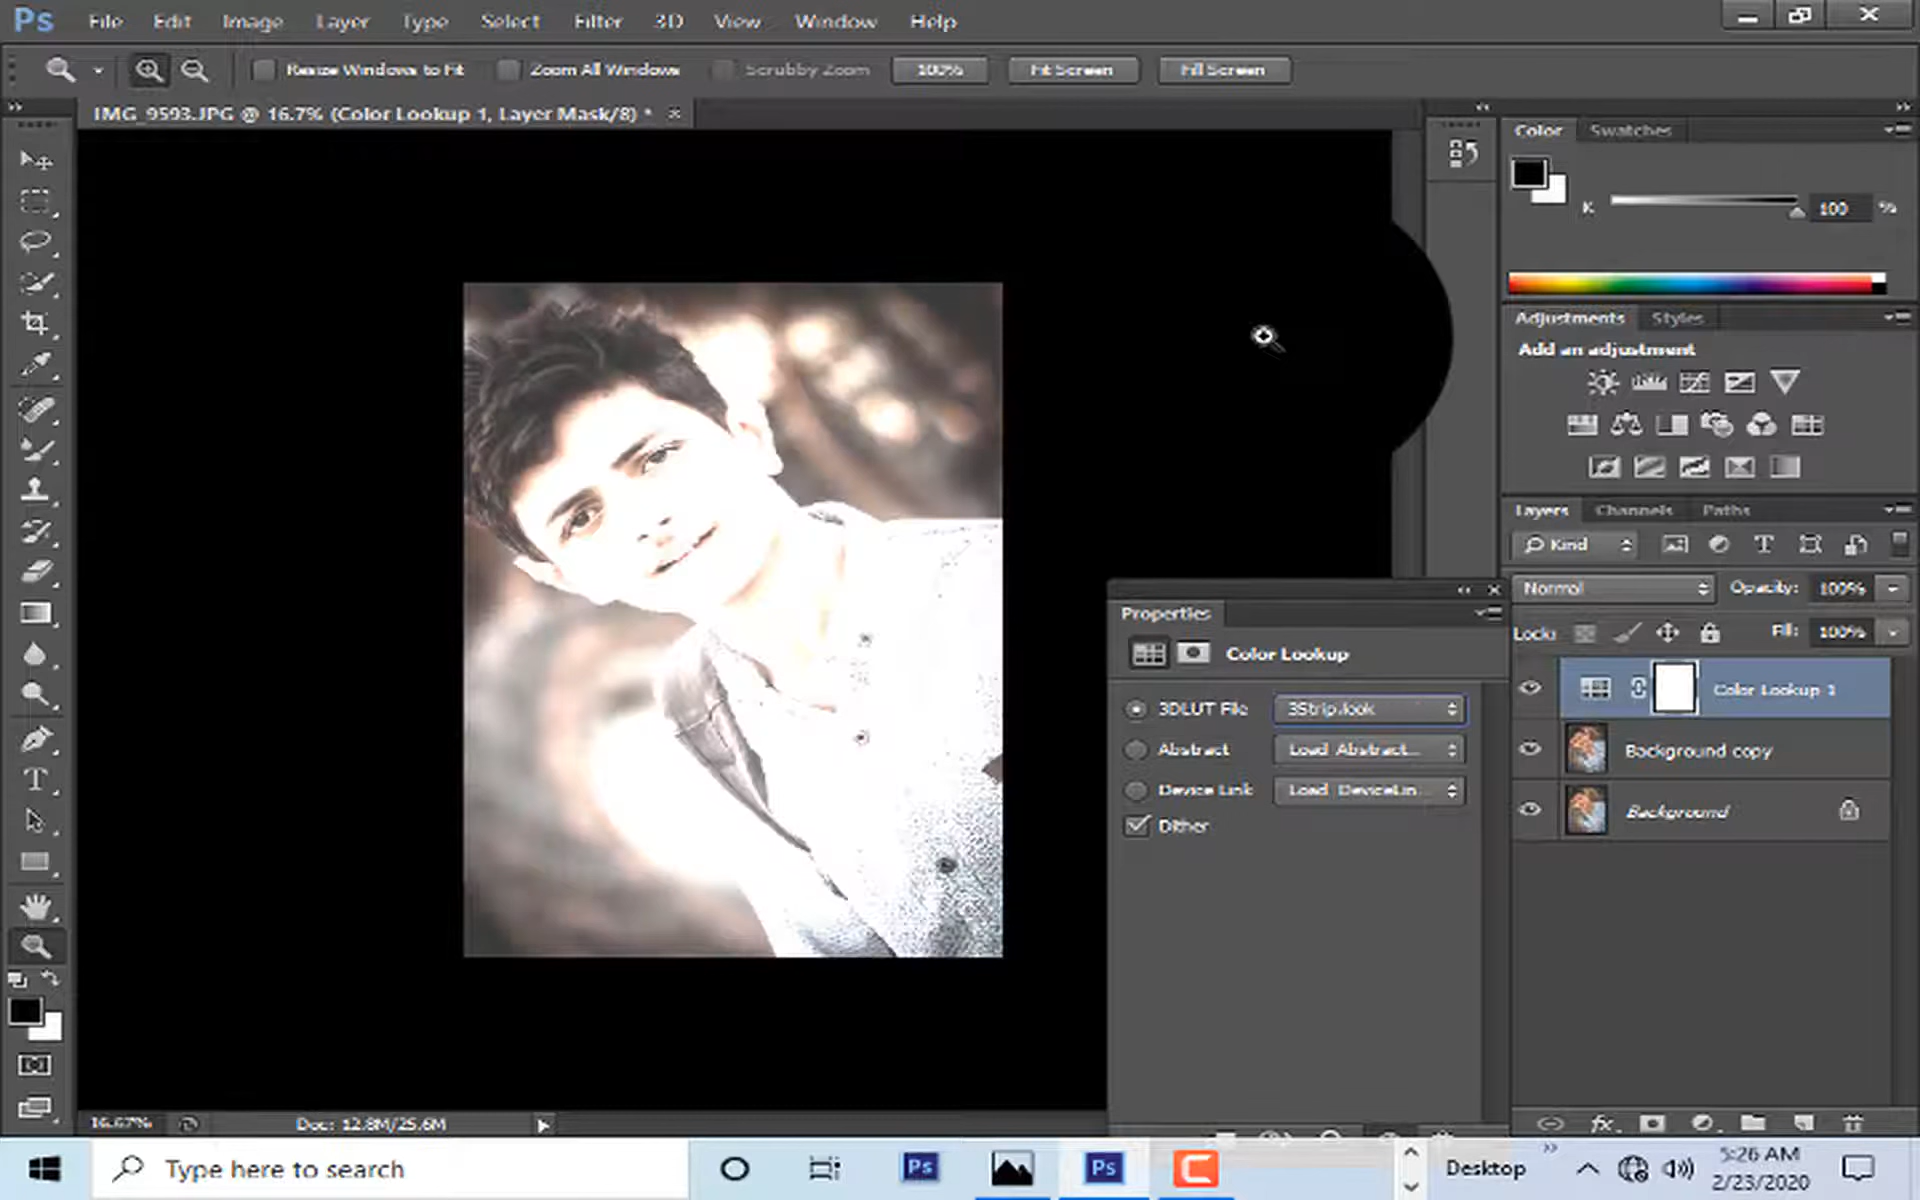 Ps File Edit Image Layer Type Select Filter 3D View Window Help
Resize Windows to Fit Zoom All Windows Scrubby Zoom 100% Fit Screen Fill Screen
IMG_9593.JPG @ 16.7% (Color Lookup 1, Layer Mask/8) *
Color Swatches
K 100 %
Adjustments Styles
Add an adjustment
Layers Channels Paths
Kind
Normal Opacity: 100%
Lock: Fill: 100%
Color Lookup 1
Background copy
Background
Properties
Color Lookup
3DLUT File 3Strip.look
Abstract Load Abstract...
Device Link Load DeviceLin...
Dither
16.67% Doc: 12.8M/25.6M
Type here to search
Ps
Ps
Desktop
5:26 AM
2/23/2020